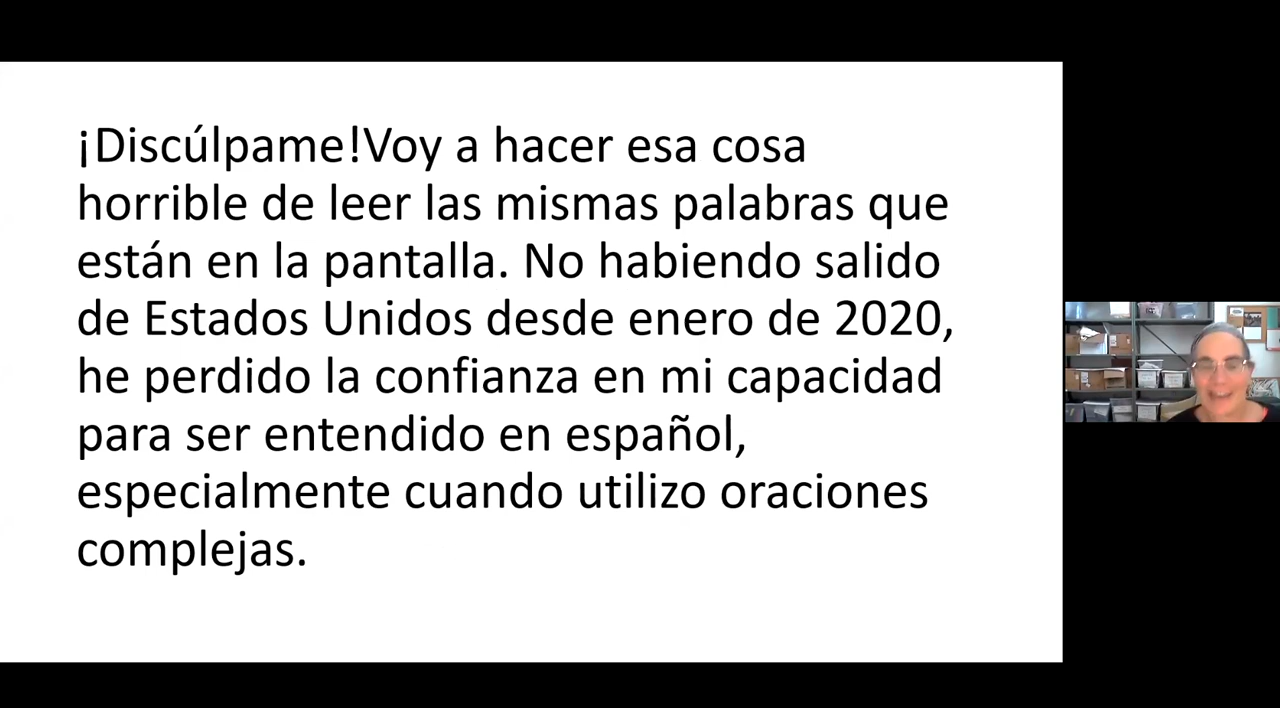 ¡Discúlpame!Voy a hacer esa cosa
horrible de leer las mismas palabras que
están en la pantalla. No habiendo salido
de Estados Unidos desde enero de 2020,
he perdido la confianza en mi capacidad
para ser entendido en español,
especialmente cuando utilizo oraciones
complejas.